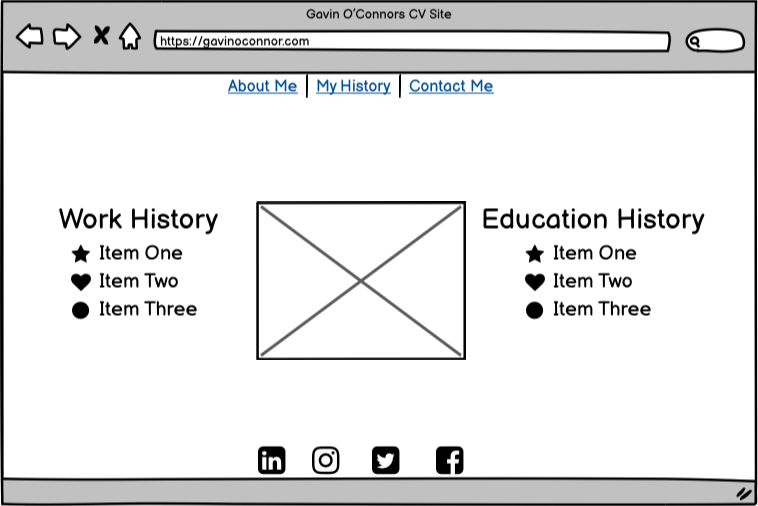 Gavin O'Connors CV Site
https://gavinoconnor.com
About Me My History Contact Me
Work History
Item One
Item Two
Item Three
Education History
Item One
Item Two
Item Three
in